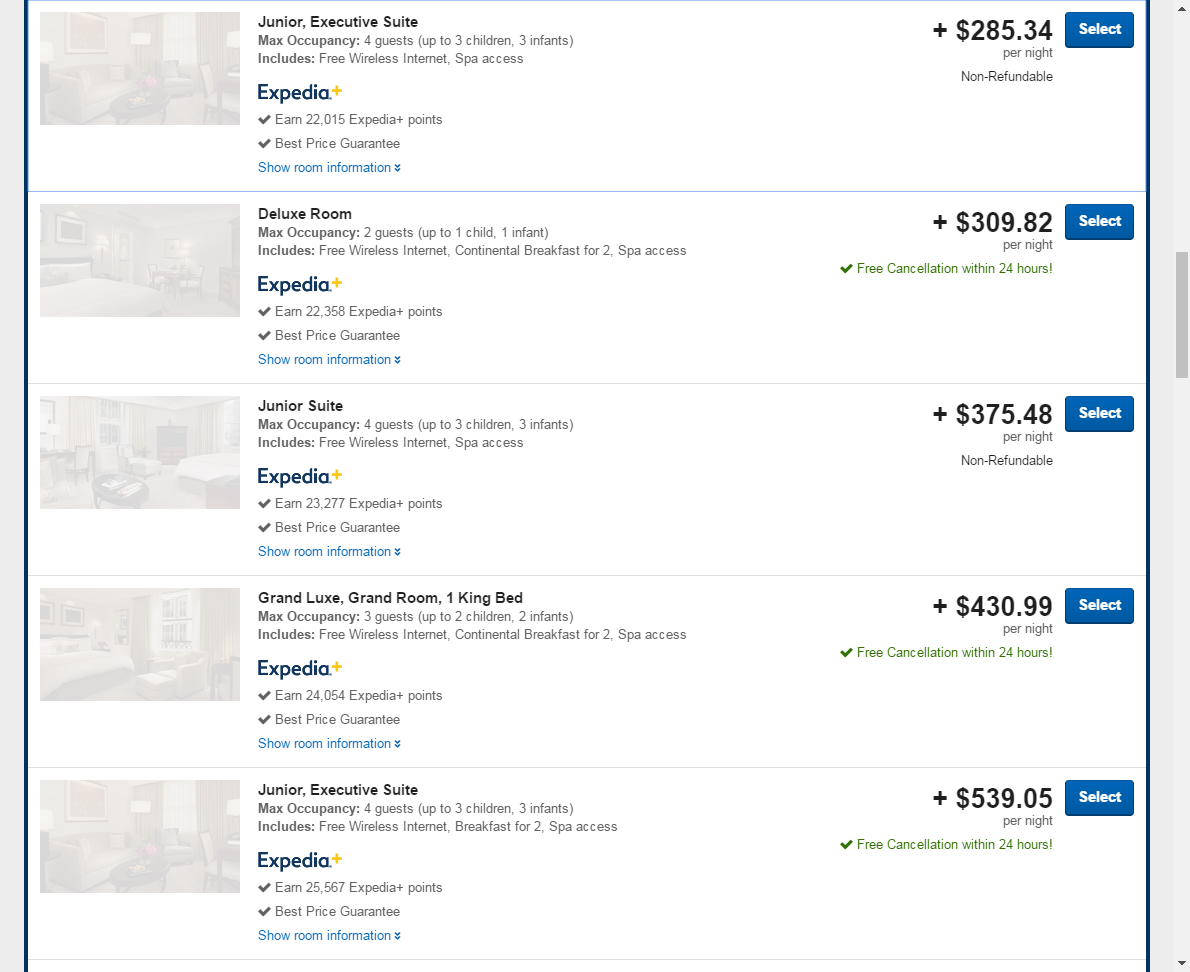 Junior, Executive Suite
Max Occupancy: 4 guests (up to 3 children, 3 infants)
Includes: Free Wireless Internet, Spa access
Expedia+
Earn 22,015 Expedia+ points
Best Price Guarantee
Show room information
+ $285.34
per night
Non-Refundable
Select
Deluxe Room
Max Occupancy: 2 guests (up to 1 child, 1 infant)
Includes: Free Wireless Internet, Continental Breakfast for 2, Spa access
Expedia+
Earn 22,358 Expedia+ points
Best Price Guarantee
Show room information
+ $309.82
per night
Free Cancellation within 24 hours!
Select
Junior Suite
Max Occupancy: 4 guests (up to 3 children, 3 infants)
Includes: Free Wireless Internet, Spa access
Expedia+
Earn 23,277 Expedia+ points
Best Price Guarantee
Show room information
+ $375.48
per night
Non-Refundable
Select
Grand Luxe, Grand Room, 1 King Bed
Max Occupancy: 3 guests (up to 2 children, 2 infants)
Includes: Free Wireless Internet, Continental Breakfast for 2, Spa access
Expedia+
Earn 24,054 Expedia+ points
Best Price Guarantee
Show room information
+ $430.99
per night
Free Cancellation within 24 hours!
Select
Junior, Executive Suite
Max Occupancy: 4 guests (up to 3 children, 3 infants)
Includes: Free Wireless Internet, Breakfast for 2, Spa access
Expedia+
Earn 25,567 Expedia+ points
Best Price Guarantee
Show room information
+ $539.05
per night
Free Cancellation within 24 hours!
Select